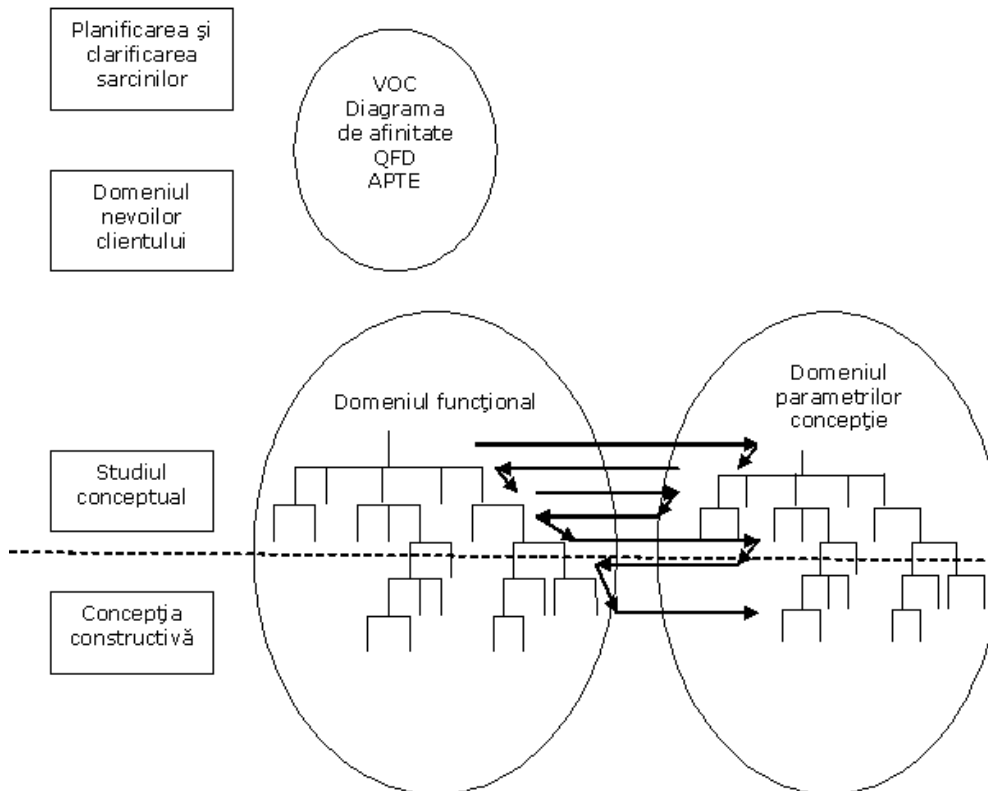 Planificarea şi
clarificarea
sarcinilor
VOC
Diagrama
de afinitate
QFD
APTE
Domeniul
nevoilor
clientului
Domeniul funcţional
Domeniul
parametrilor
concepţie
Studiul
conceptual
Concepţia
constructivă